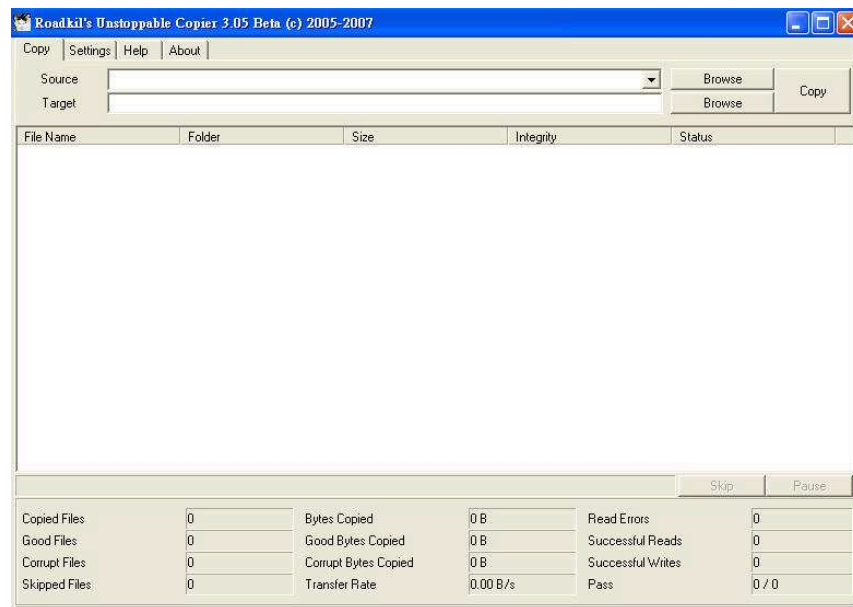 Roadkil's Unstoppable Copier 3.05 Beta (c) 2005-2007
Copy Settings Help About
Source Browse
Copy
Target Browse
File Name Folder Size Integrity Status
Skip Pause
Copied Files 0 Bytes Copied 0 B Read Errors 0
Good Files 0 Good Bytes Copied 0 B Successful Reads 0
Corrupt Files 0 Corrupt Bytes Copied 0 B Successful Writes 0
Skipped Files 0 Transfer Rate 0.00 B/s Pass 0 / 0